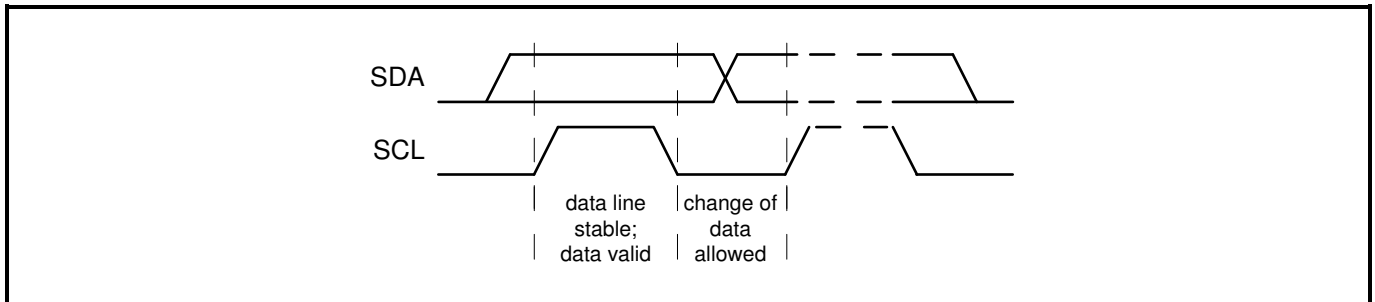 SDA
SCL
data line
stable;
data valid
change of
data
allowed